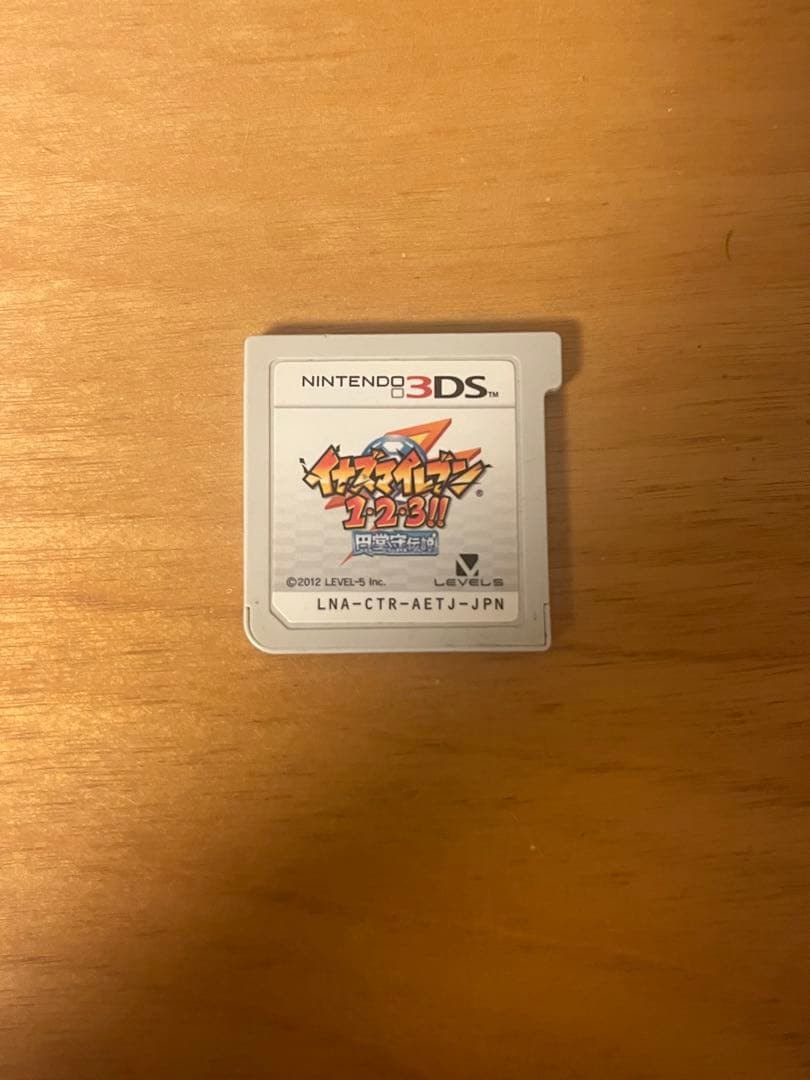 NINTENDO 3DS™
イナズマイレブン®
1・2・3!!
円堂守伝説
©2012 LEVEL-5 Inc.
LEVEL5
LNA-CTR-AETJ-JPN